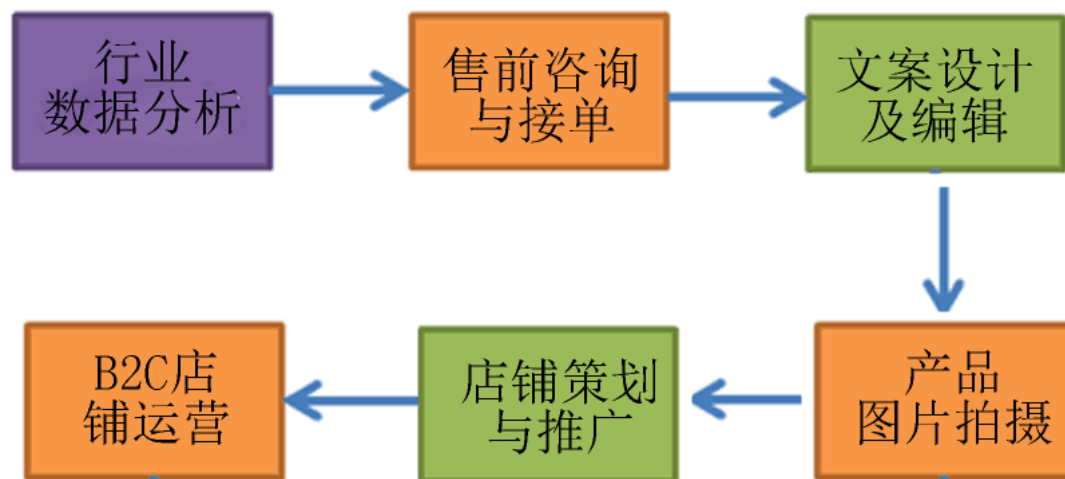 行业
数据分析
售前咨询
与接单
文案设计
及编辑
产品
图片拍摄
店铺策划
与推广
B2C店
铺运营